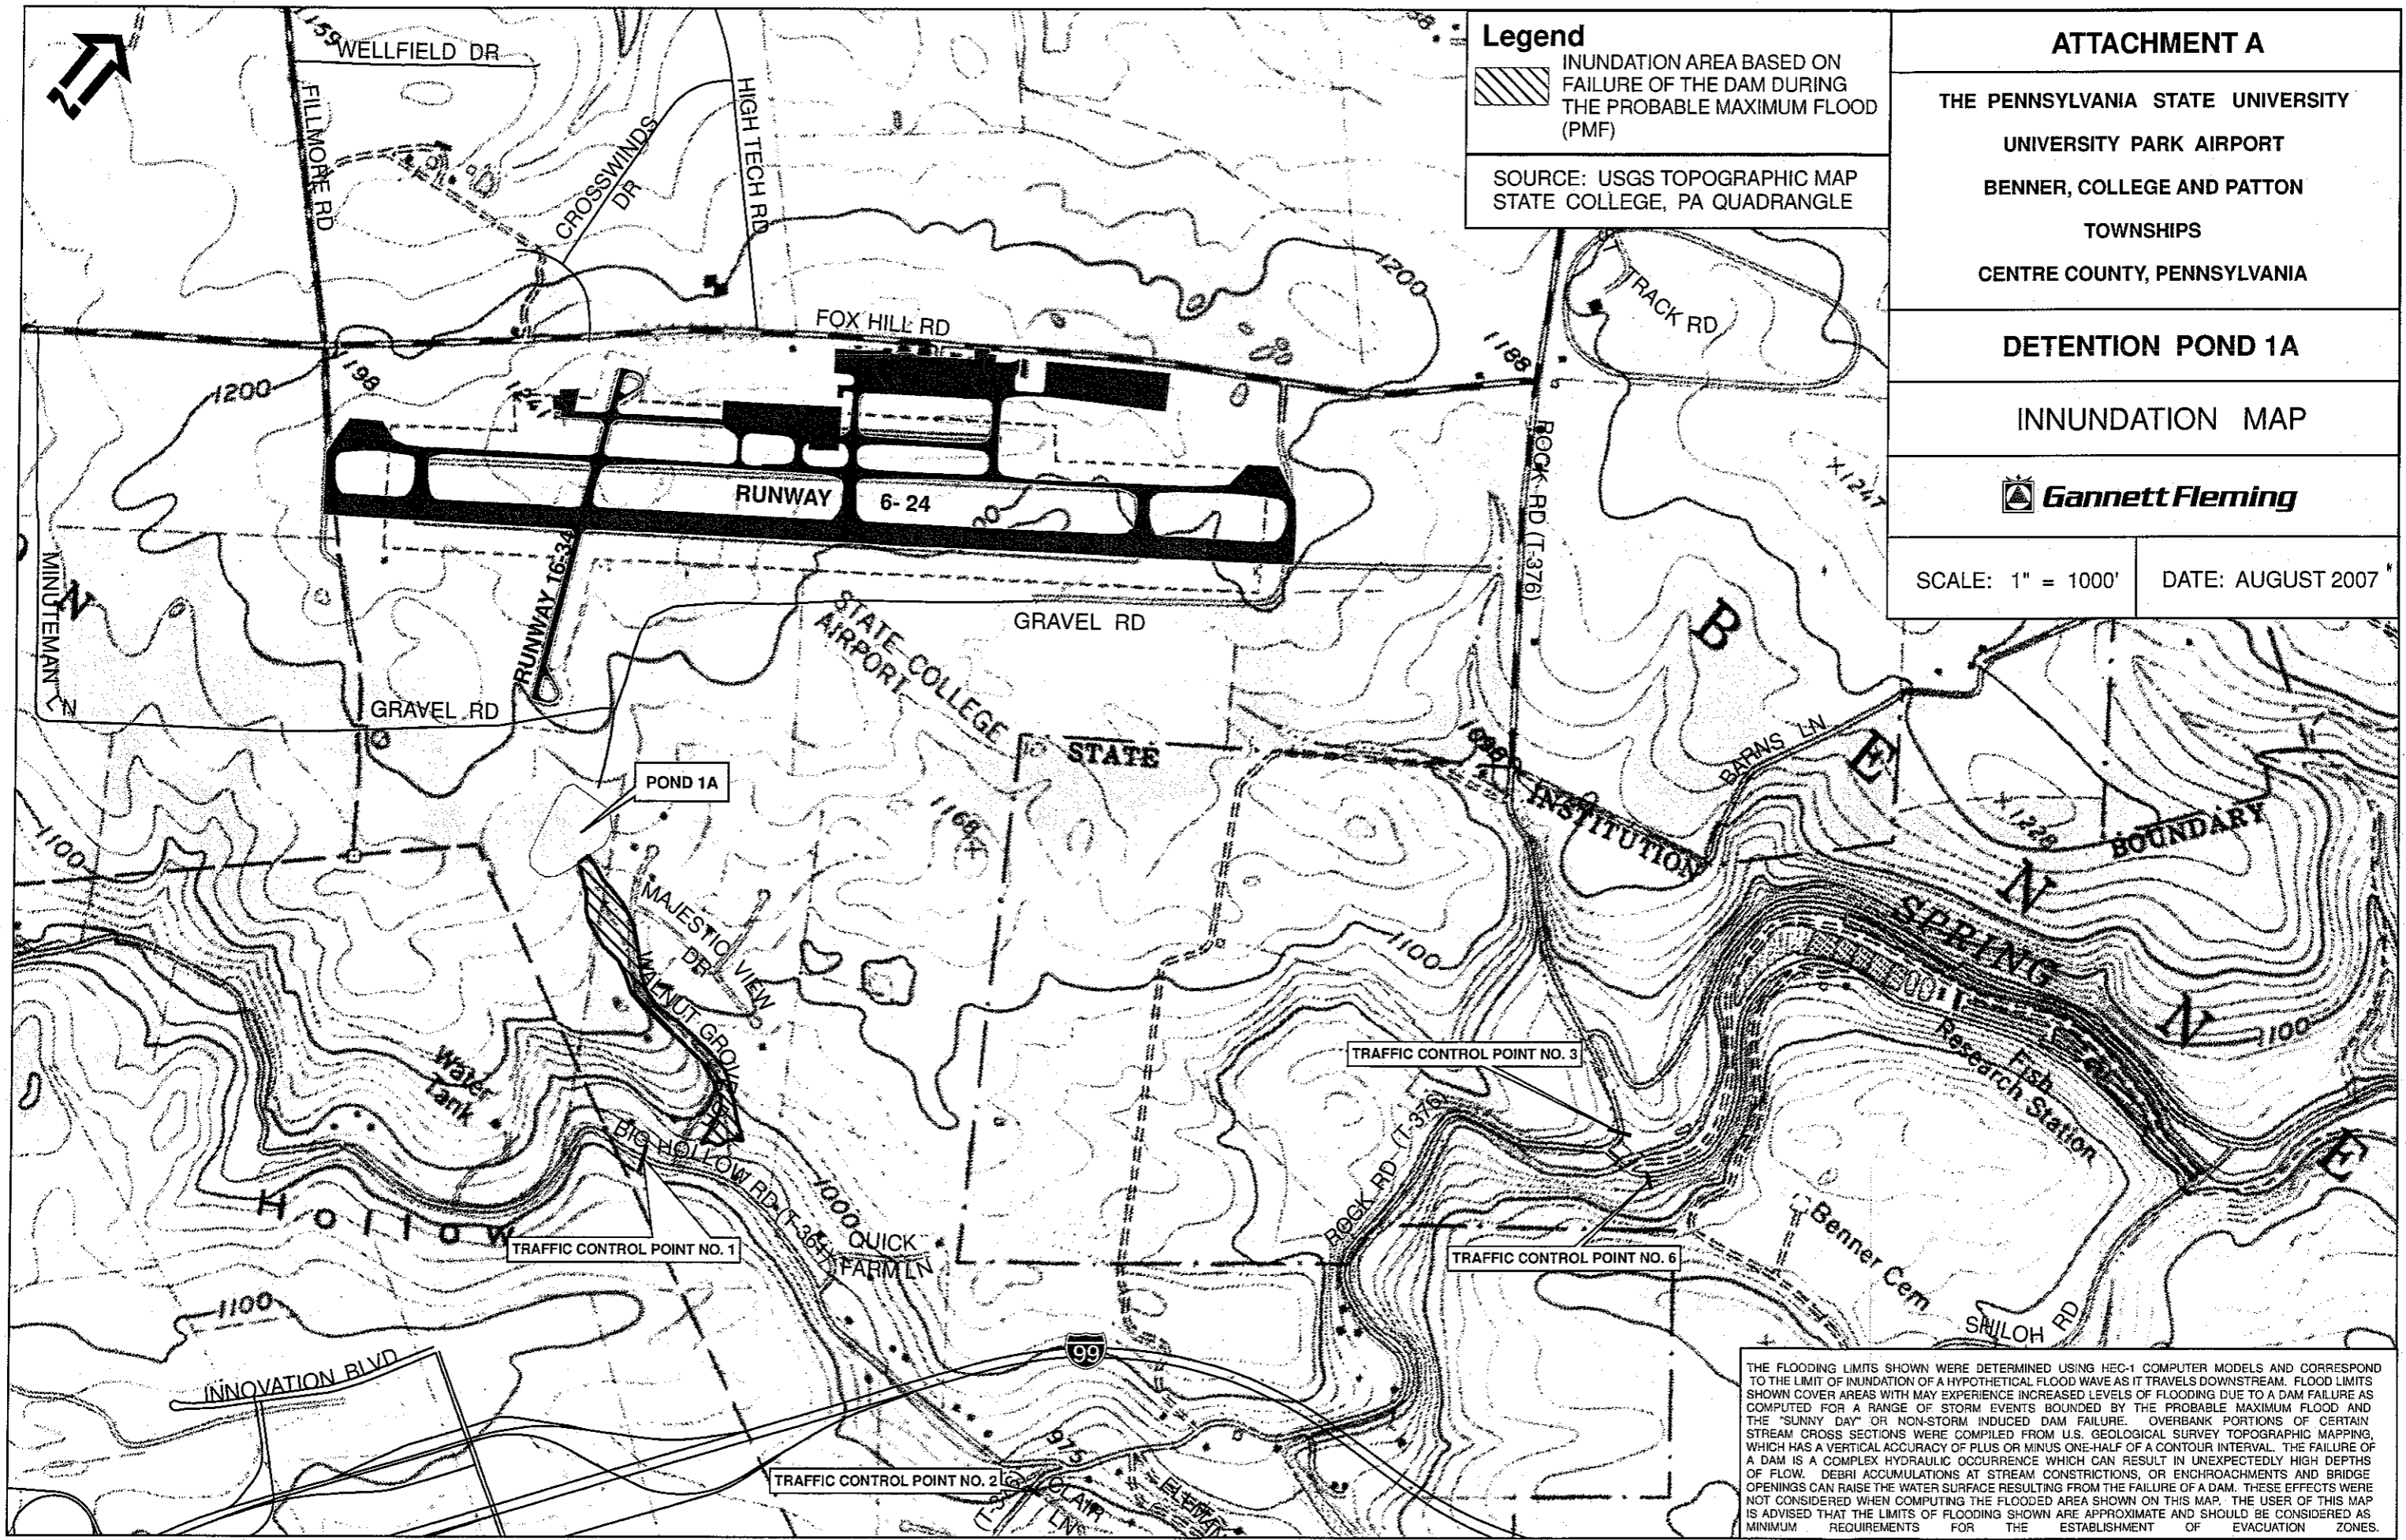 Legend
INUNDATION AREA BASED ON
FAILURE OF THE DAM DURING
THE PROBABLE MAXIMUM FLOOD
(PMF)
SOURCE: USGS TOPOGRAPHIC MAP
STATE COLLEGE, PA QUADRANGLE
ATTACHMENT A
THE PENNSYLVANIA STATE UNIVERSITY
UNIVERSITY PARK AIRPORT
BENNER, COLLEGE AND PATTON
TOWNSHIPS
CENTRE COUNTY, PENNSYLVANIA
DETENTION POND 1A
INNUNDATION MAP
Gannett Fleming
SCALE: 1" = 1000'
DATE: AUGUST 2007
N
1159
WELLFIELD DR
FILLMORE RD
CROSSWINDS
DR
HIGH TECH RD
FOX HILL RD
1200
TRACK RD
1188
1198
1200
1241
ROCK RD (T-376)
X1247
RUNWAY 6-24
RUNWAY 16-34
MINUTEMAN LN
N
GRAVEL RD
STATE COLLEGE
AIRPORT
GRAVEL RD
B
E
N
N
E
STATE
INSTITUTION
BOUNDARY
BARNS LN
X1228
POND 1A
1168
1100
MAJESTIC VIEW
DR
WALNUT GROVE
1100
SPRING
1100
Fish
Research Station
Water
Tank
TRAFFIC CONTROL POINT NO. 3
BIG HOLLOW RD (T-361)
Hollow
1000
QUICK
FARM LN
ROCK RD (T-376)
TRAFFIC CONTROL POINT NO. 1
TRAFFIC CONTROL POINT NO. 6
Benner Cem
SHILOH RD
1100
INNOVATION BLVD
99
975
TRAFFIC CONTROL POINT NO. 2
CLAIR
LN
THE FLOODING LIMITS SHOWN WERE DETERMINED USING HEC-1 COMPUTER MODELS AND CORRESPOND
TO THE LIMIT OF INUNDATION OF A HYPOTHETICAL FLOOD WAVE AS IT TRAVELS DOWNSTREAM. FLOOD LIMITS
SHOWN COVER AREAS WITH MAY EXPERIENCE INCREASED LEVELS OF FLOODING DUE TO A DAM FAILURE AS
COMPUTED FOR A RANGE OF STORM EVENTS BOUNDED BY THE PROBABLE MAXIMUM FLOOD AND
THE "SUNNY DAY" OR NON-STORM INDUCED DAM FAILURE. OVERBANK PORTIONS OF CERTAIN
STREAM CROSS SECTIONS WERE COMPILED FROM U.S. GEOLOGICAL SURVEY TOPOGRAPHIC MAPPING,
WHICH HAS A VERTICAL ACCURACY OF PLUS OR MINUS ONE-HALF OF A CONTOUR INTERVAL. THE FAILURE OF
A DAM IS A COMPLEX HYDRAULIC OCCURRENCE WHICH CAN RESULT IN UNEXPECTEDLY HIGH DEPTHS
OF FLOW. DEBRI ACCUMULATIONS AT STREAM CONSTRICTIONS, OR ENCHROACHMENTS AND BRIDGE
OPENINGS CAN RAISE THE WATER SURFACE RESULTING FROM THE FAILURE OF A DAM. THESE EFFECTS WERE
NOT CONSIDERED WHEN COMPUTING THE FLOODED AREA SHOWN ON THIS MAP. THE USER OF THIS MAP
IS ADVISED THAT THE LIMITS OF FLOODING SHOWN ARE APPROXIMATE AND SHOULD BE CONSIDERED AS
MINIMUM REQUIREMENTS FOR THE ESTABLISHMENT OF EVACUATION ZONES.